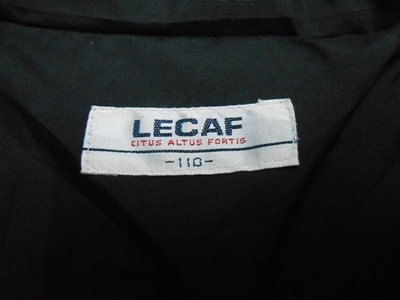 LECAF
CITUS ALTUS FORTIS
-110-